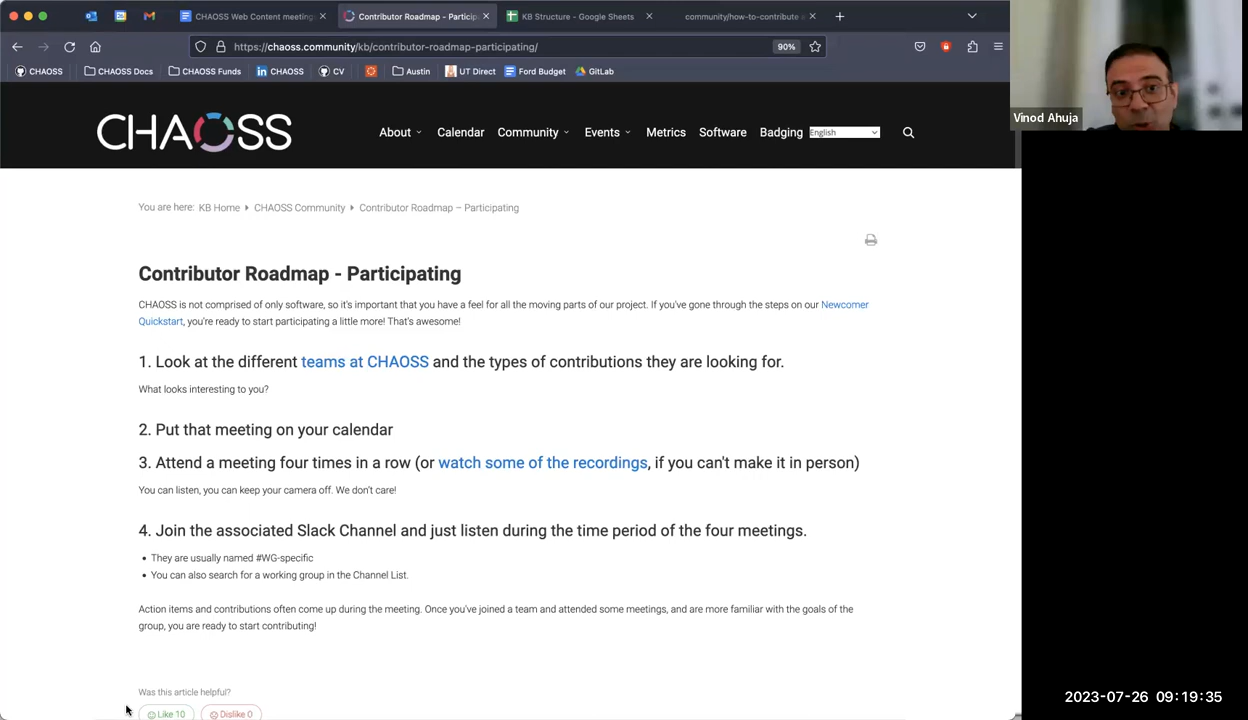 CHAOSS Web Content meeting
Contributor Roadmap - Particip
KB Structure - Google Sheets
community/how-to-contribute
https://chaoss.community/kb/contributor-roadmap-participating/
90%
CHAOSS
CHAOSS Docs
CHAOSS Funds
CHAOSS
CV
Austin
UT Direct
Ford Budget
GitLab
Vinod Ahuja
CHAOSS
About
Calendar
Community
Events
Metrics
Software
Badging
English
You are here: KB Home CHAOSS Community Contributor Roadmap – Participating
Contributor Roadmap - Participating
CHAOSS is not comprised of only software, so it's important that you have a feel for all the moving parts of our project. If you've gone through the steps on our Newcomer
Quickstart, you're ready to start participating a little more! That's awesome!
1. Look at the different teams at CHAOSS and the types of contributions they are looking for.
What looks interesting to you?
2. Put that meeting on your calendar
3. Attend a meeting four times in a row (or watch some of the recordings, if you can't make it in person)
You can listen, you can keep your camera off. We don't care!
4. Join the associated Slack Channel and just listen during the time period of the four meetings.
• They are usually named #WG-specific
• You can also search for a working group in the Channel List.
Action items and contributions often come up during the meeting. Once you've joined a team and attended some meetings, and are more familiar with the goals of the
group, you are ready to start contributing!
Was this article helpful?
Like 10
Dislike 0
2023-07-26 09:19:35